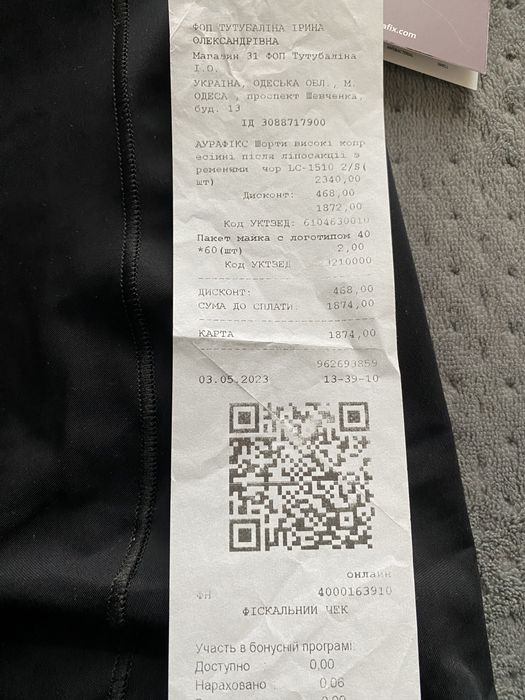 afix.com
ФОП ТУТУБАЛІНА ІРИНА
ОЛЕКСАНДРІВНА
Магазин 31 ФОП Тутубаліна
І.О.
УКРАЇНА, ОДЕСЬКА ОБЛ., М.
ОДЕСА , проспект Шевченка,
буд. 13
ІД 3088717900
АУРАФІКС Шорти високі комп
ресійні після ліпосакції з
ременями чор LC-1510 2/S(
шт) 2340,00
Дисконт: 468,00
1872,00
Код УКТЗЕД: 6104630010
Пакет майка с логотипом 40
*60(шт) 2,00
Код УКТЗЕД
ДИСКОНТ: 468,00
СУМА ДО СПЛАТИ: 1874,00
КАРТА 1874,00
962693859
03.05.2023 13-39-10
онлайн
ФН 4000163910
ФІСКАЛЬНИЙ ЧЕК
Участь в бонусній програмі:
Доступно : 0,00
Нараховано : 0,06